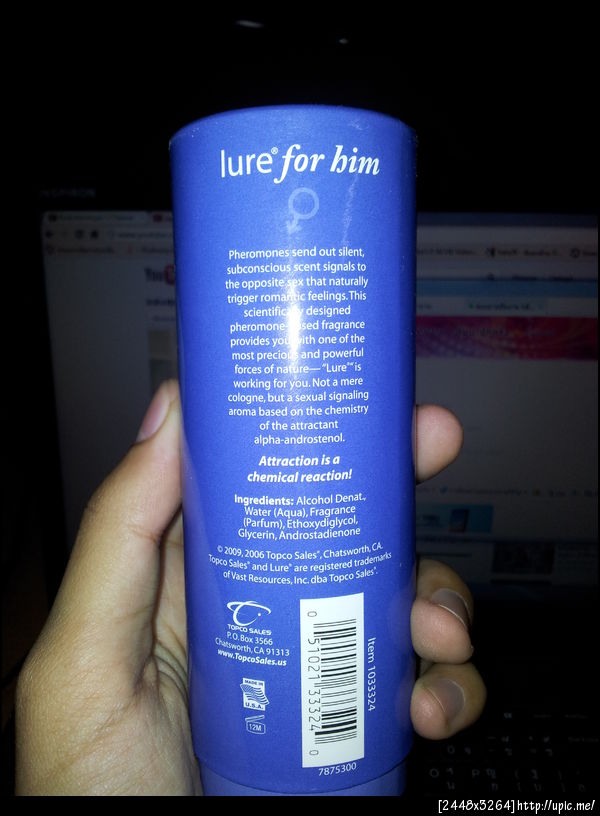 lure® for him
Pheromones send out silent,
subconscious scent signals to
the opposite sex that naturally
trigger romantic feelings. This
scientifically designed
pheromone-based fragrance
provides you with one of the
most precious and powerful
forces of nature—"Lure®" is
working for you. Not a mere
cologne, but a sexual signaling
aroma based on the chemistry
of the attractant
alpha-androstenol.
Attraction is a
chemical reaction!
Ingredients: Alcohol Denat.,
Water (Aqua), Fragrance
(Parfum), Ethoxydiglycol,
Glycerin, Androstadienone
© 2009, 2006 Topco Sales®, Chatsworth, CA.
Topco Sales® and Lure® are registered trademarks
of Vast Resources, Inc. dba Topco Sales®.
TOPCO SALES
P.O. Box 3566
Chatsworth, CA 91313
www.TopcoSales.us
MADE IN
U.S.A.
12M
0 51021 33324 0
Item 1033324
7875300
INSPIRON
[2448x3264]http://upic.me/